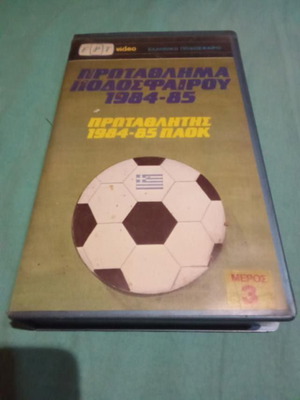 ΕΡΤ video
ΠΡΩΤΑΘΛΗΜΑ
ΠΟΔΟΣΦΑΙΡΟΥ
1984-85
ΠΡΩΤΑΘΛΗΤΗΣ
1984-85 ΠΑΟΚ
ΜΕΡΟΣ
3